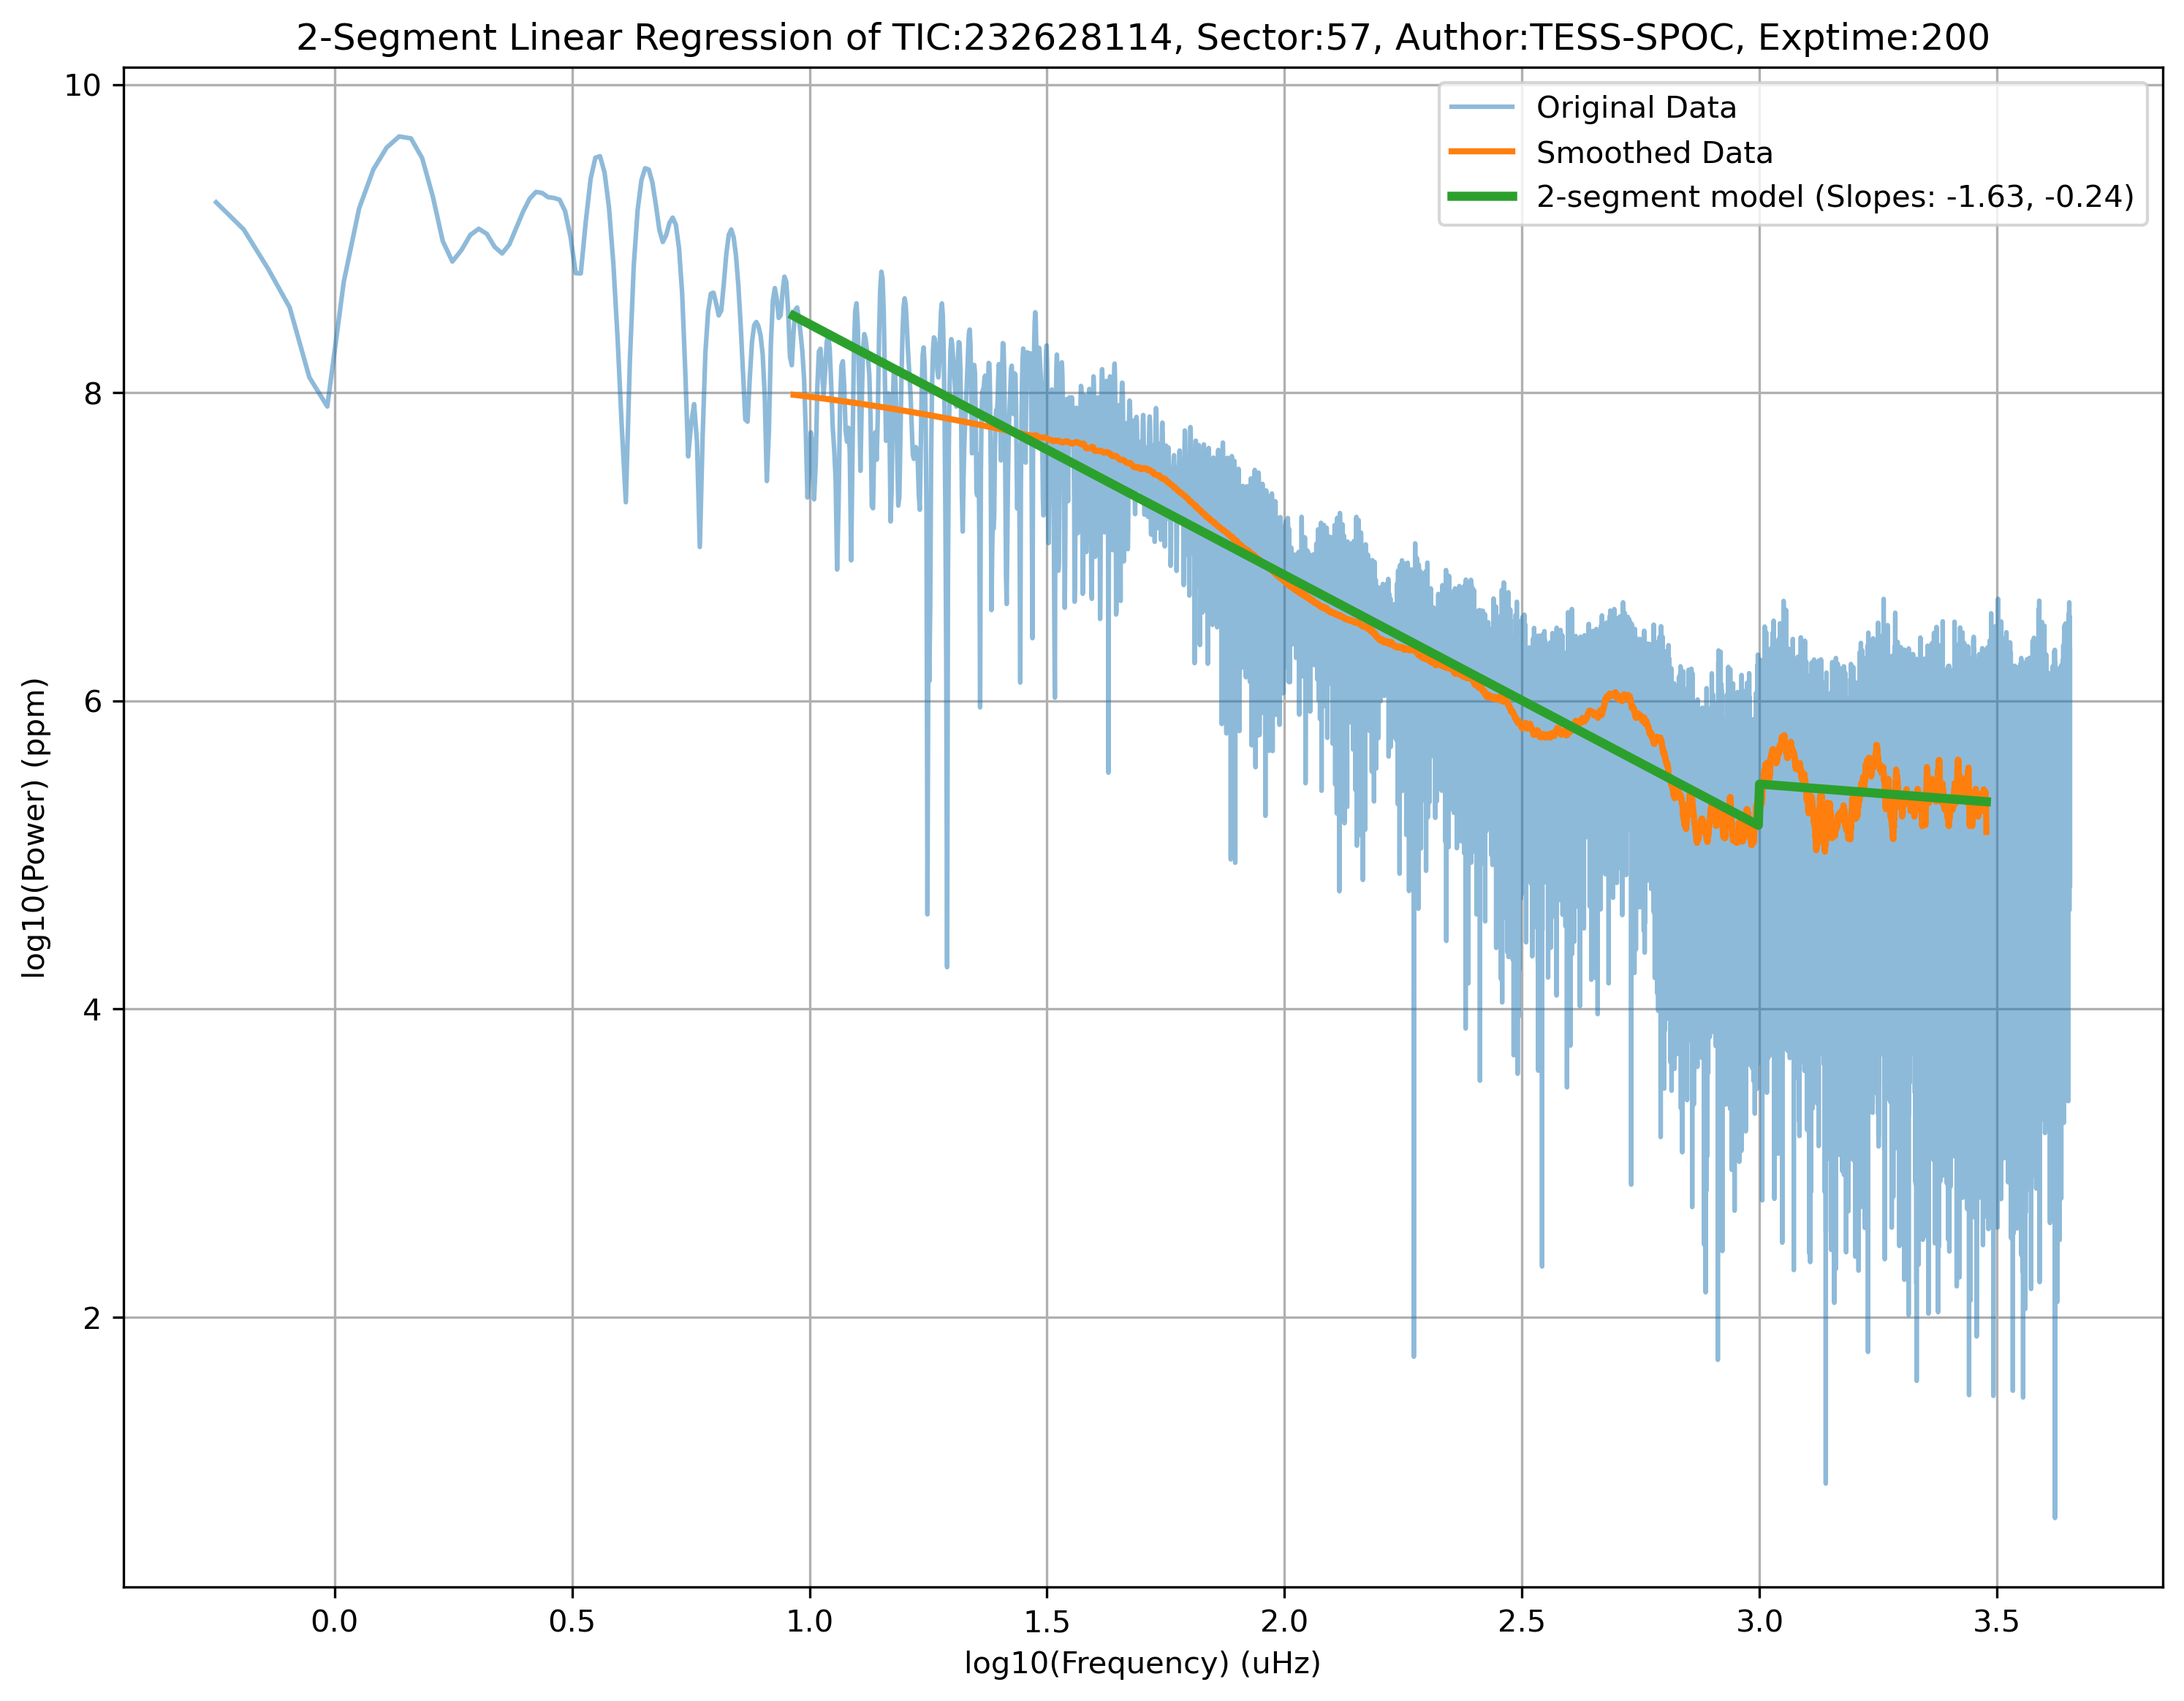 2-Segment Linear Regression of TIC:232628114, Sector:57, Author:TESS-SPOC, Exptime:200
Original Data
Smoothed Data
2-segment model (Slopes: -1.63, -0.24)
log10(Power) (ppm)
10
8
6
4
2
0.0 0.5 1.0 1.5 2.0 2.5 3.0 3.5
log10(Frequency) (uHz)